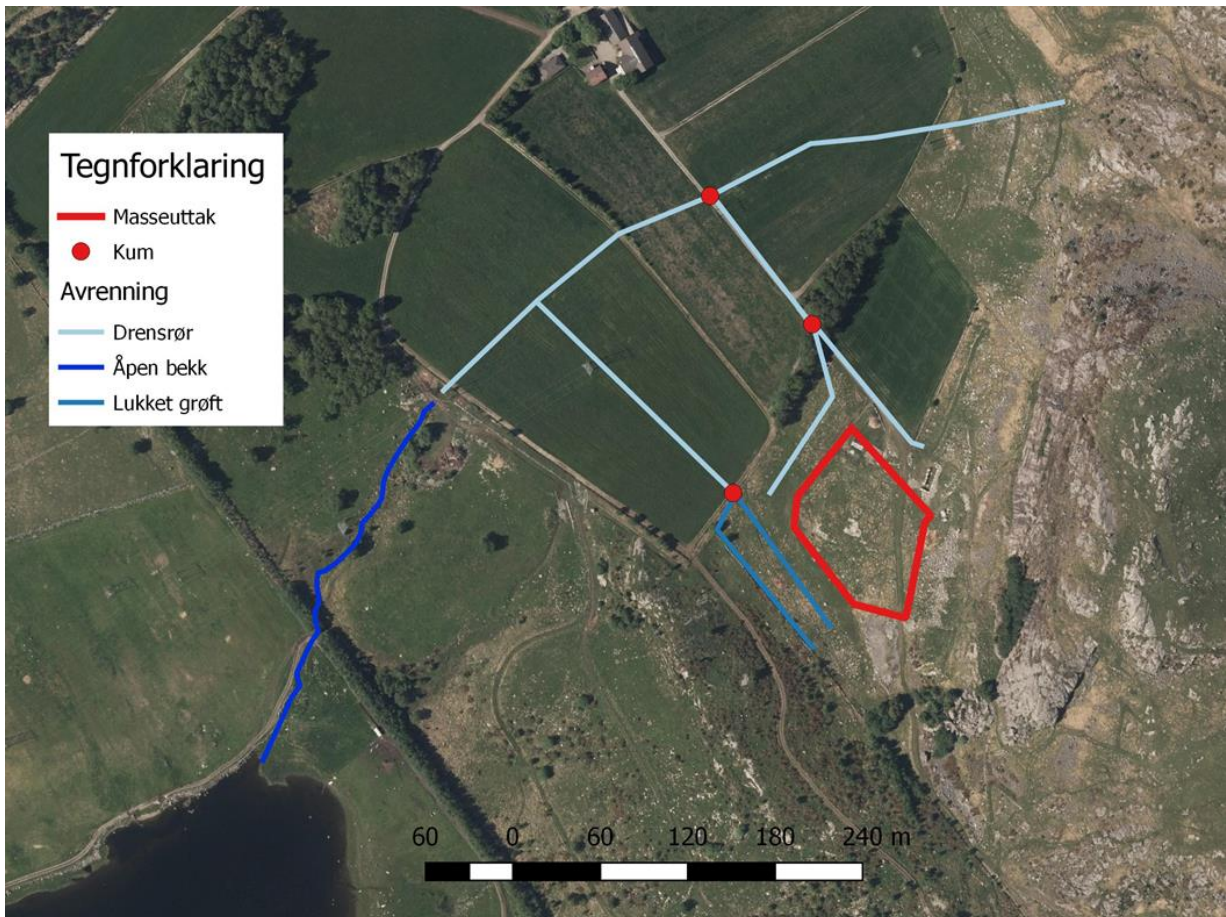 Tegnforklaring
Masseuttak
Kum
Avrenning
Drensrør
Åpen bekk
Lukket grøft
60 0 60 120 180 240 m